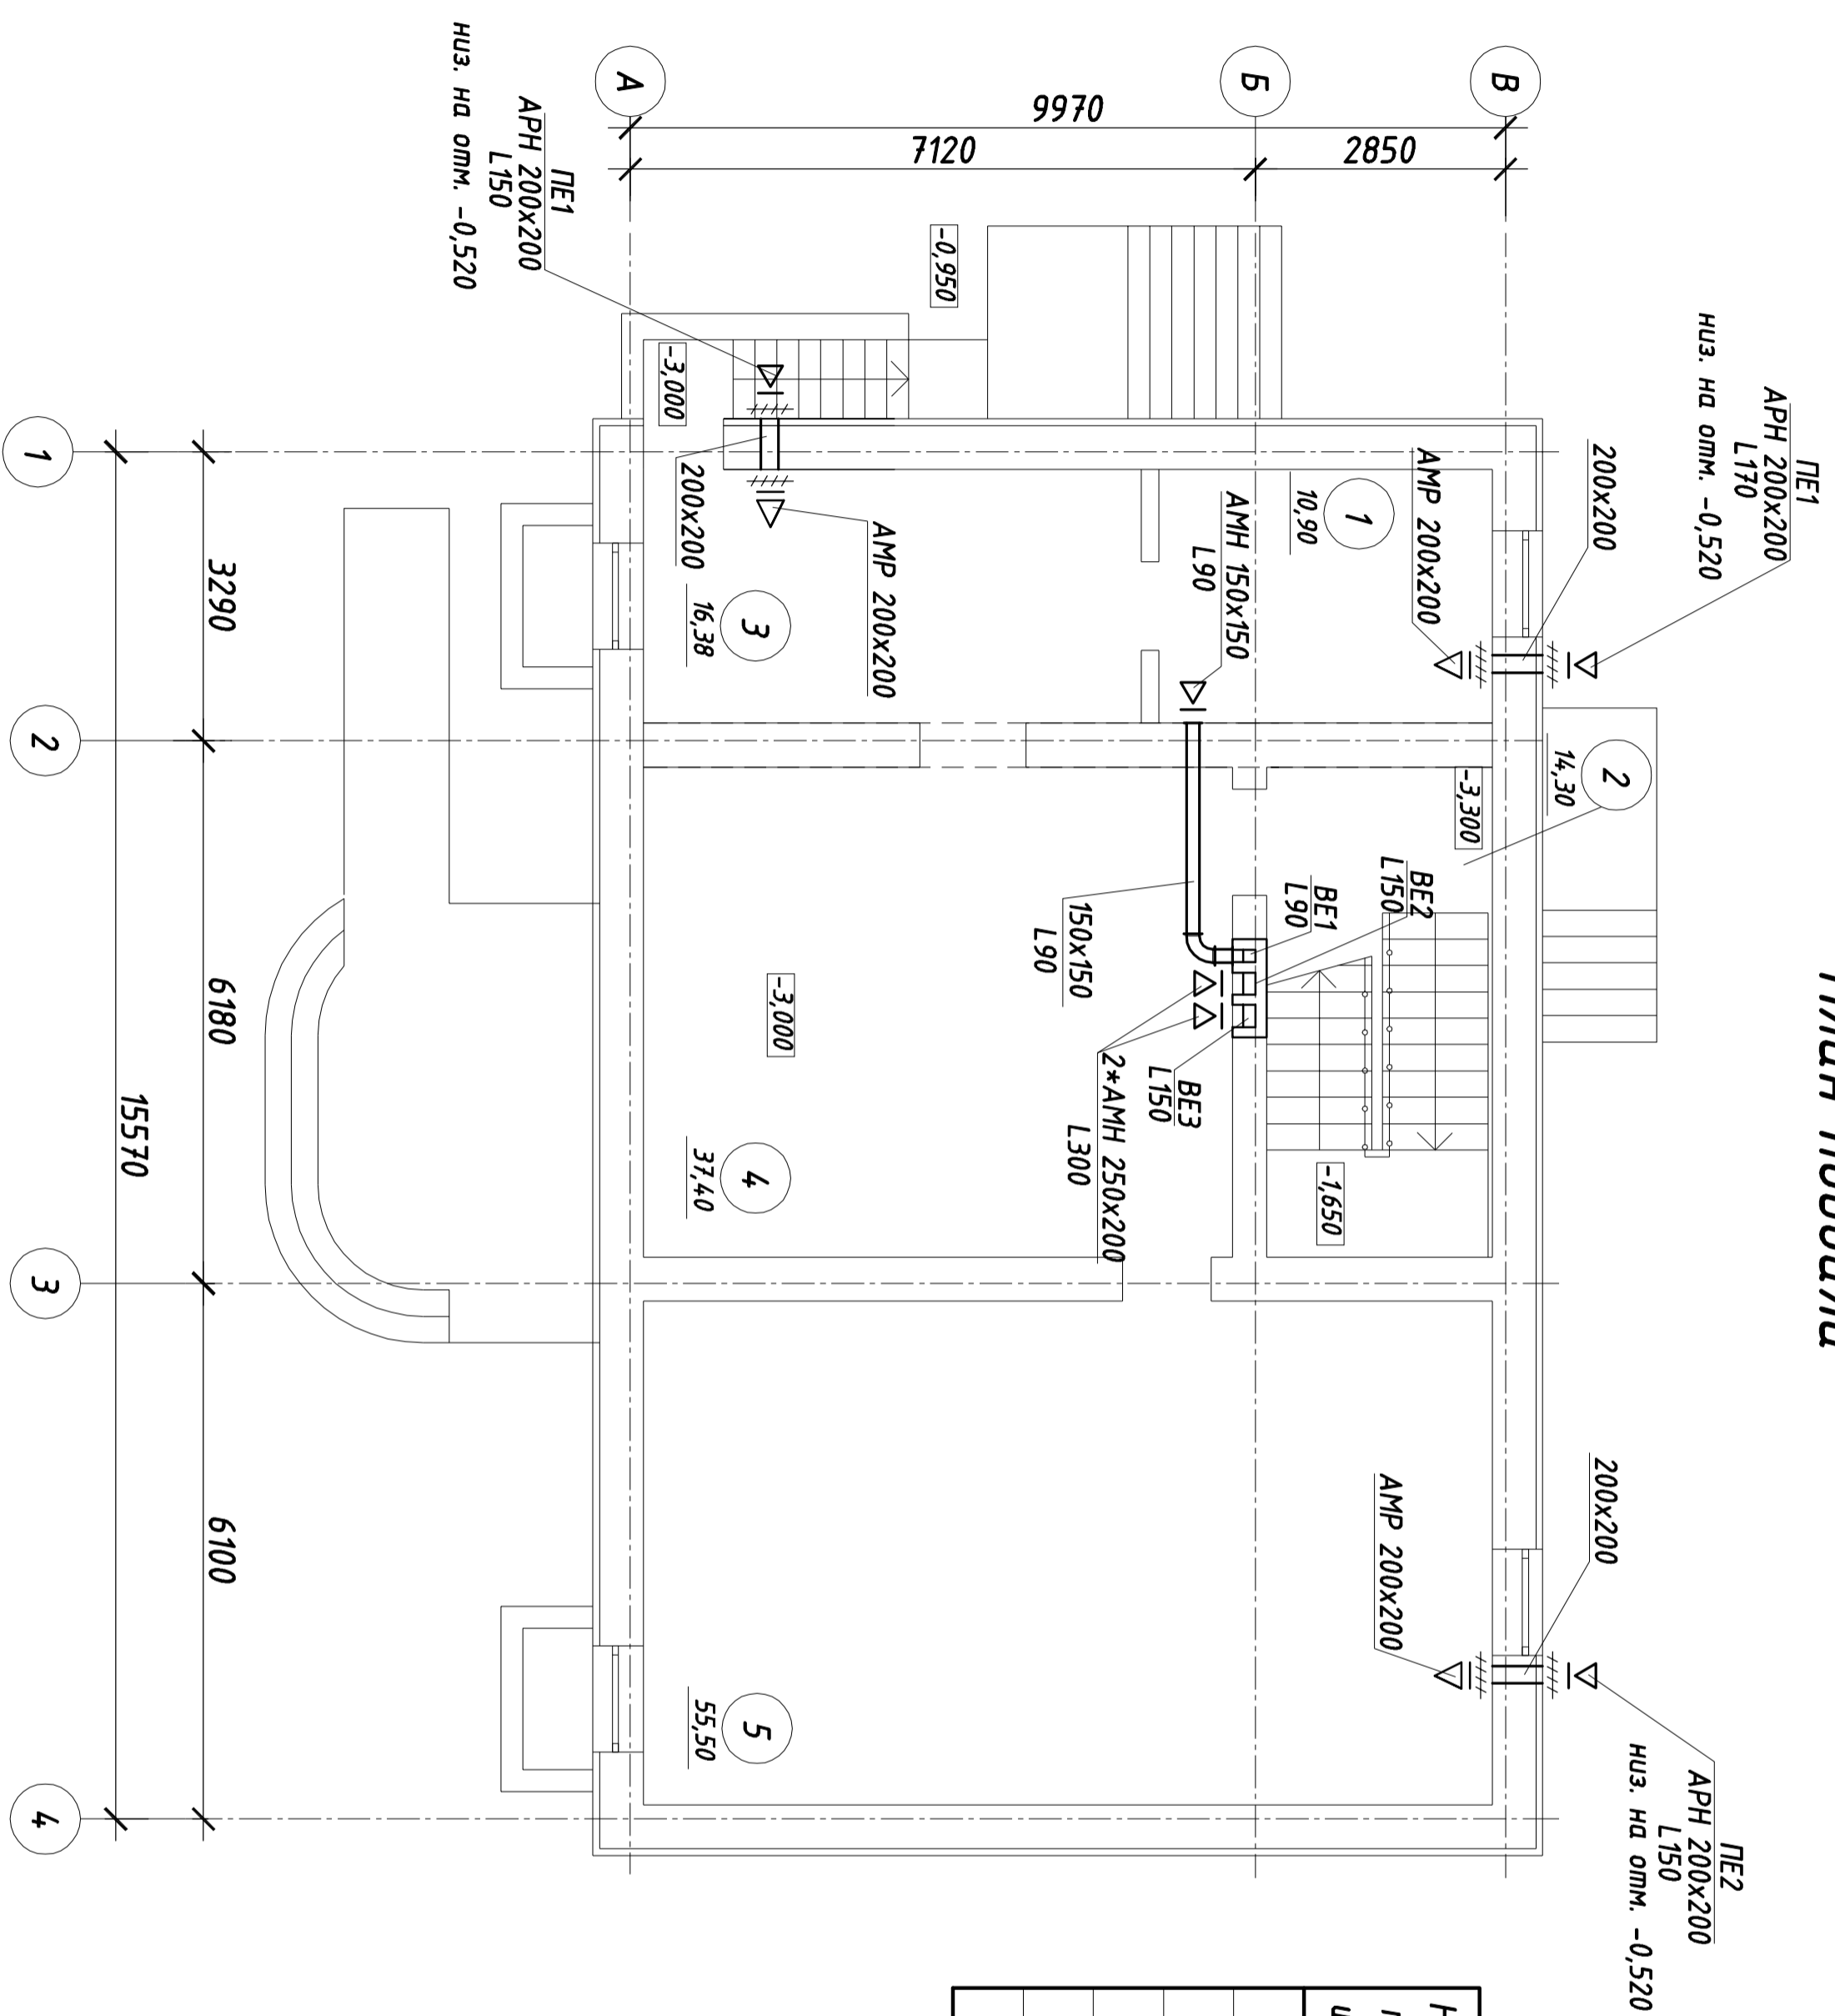 План подвала
ПЕ1
АРН 200х200
L170
низ. на отм. -0,520
200х200
АМР 200х200
1
10,90
АМН 150х150
L90
2
14,30
-3,300
ВЕ2
L150
ВЕ1
L90
150х150
L90
ВЕ3
L150
2*АМН 250х200
L300
-1,650
200х200
АМР 200х200
ПЕ2
АРН 200х200
L150
низ. на отм. -0,520
В
Б
А
2850
7120
9970
-0,950
ПЕ1
АРН 200х200
L150
низ. на отм. -0,520
-3,000
200х200
АМР 200х200
3
16,38
-3,000
4
37,40
5
55,50
3290
6180
6100
15570
1
2
3
4